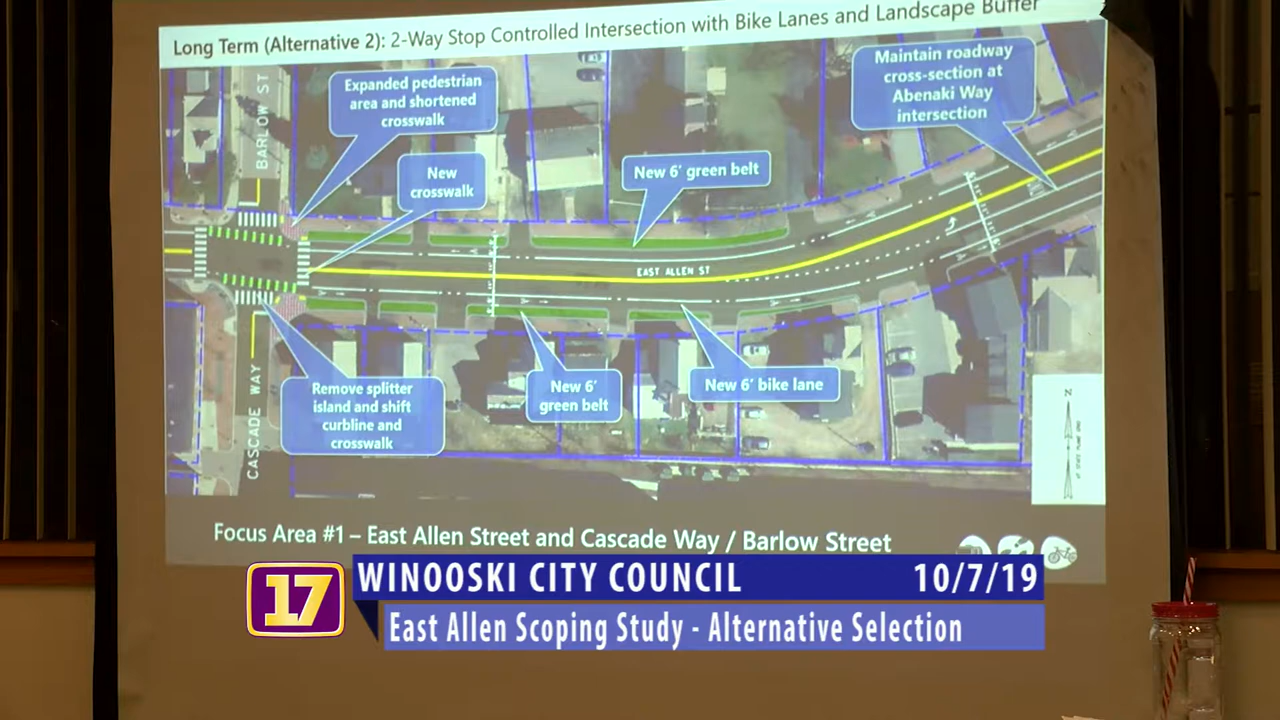 Long Term (Alternative 2): 2-Way Stop Controlled Intersection with Bike Lanes and Landscape Buffer
Expanded pedestrian
area and shortened
crosswalk
Maintain roadway
cross-section at
Abenaki Way
intersection
BARLOW ST
New
crosswalk
New 6' green belt
EAST ALLEN ST
Remove splitter
island and shift
curbline and
crosswalk
New 6'
green belt
New 6' bike lane
CASCADE WAY
N
Focus Area #1 – East Allen Street and Cascade Way / Barlow Street
17
WINOOSKI CITY COUNCIL
10/7/19
East Allen Scoping Study - Alternative Selection